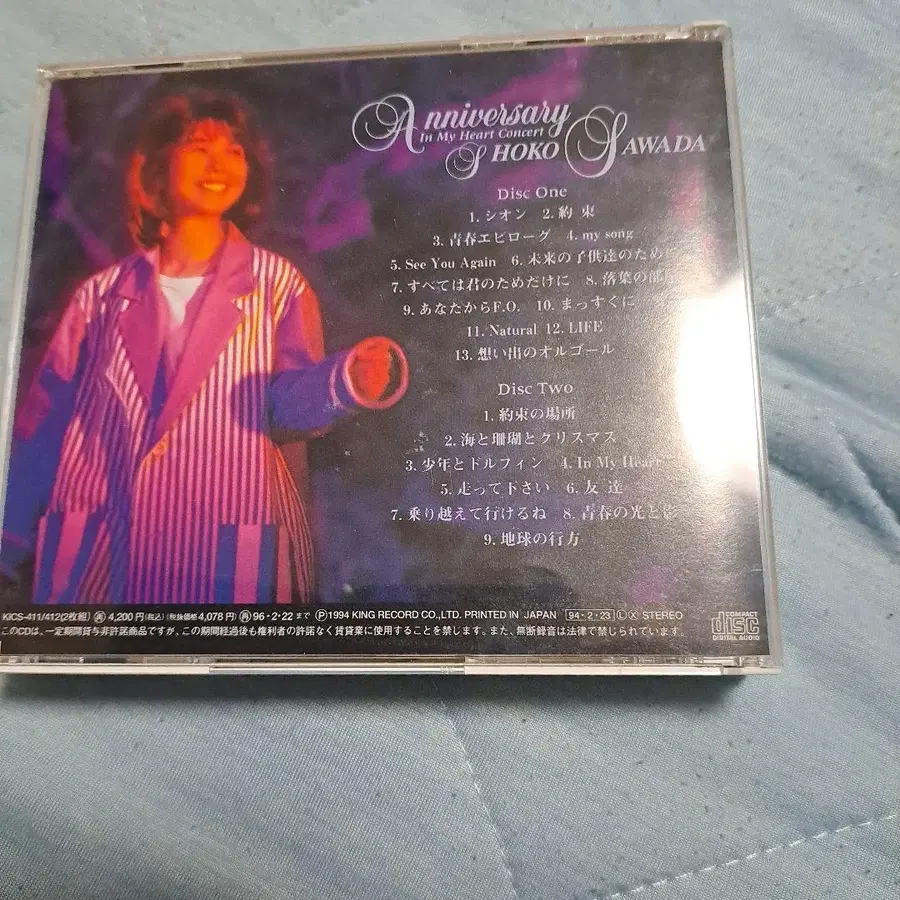 Anniversary
In My Heart Concert
SHOKO SAWADA
Disc One
1. シオン 2. 約束
3. 青春エピローグ 4. my song
5. See You Again 6. 未来の子供達のため
7. すべては君のためだけに 8. 落葉の部
9. あなたからF.O. 10. まっすぐに
11. Natural 12. LIFE
13. 想い出のオルゴール
Disc Two
1. 約束の場所
2. 海と珊瑚とクリスマス
3. 少年とドルフィン 4. In My Heart
5. 走って下さい 6. 友達
7. 乗り越えて行けるね 8. 青春の光と影
9. 地球の行方
KICS-411/412(2枚組) 再 4,200円(税込)(税抜価格4,078円) 再 96・2・22まで Ⓟ1994 KING RECORD CO., LTD. PRINTED IN JAPAN 94・2・23 Ⓛ Ⓧ STEREO
このCDは、一定期間貸与非許諾商品ですが、この期間経過後も権利者の許諾なく賃貸業に使用することを禁じます。また、無断録音は法律で禁じられています。
COMPACT
disc
DIGITAL AUDIO